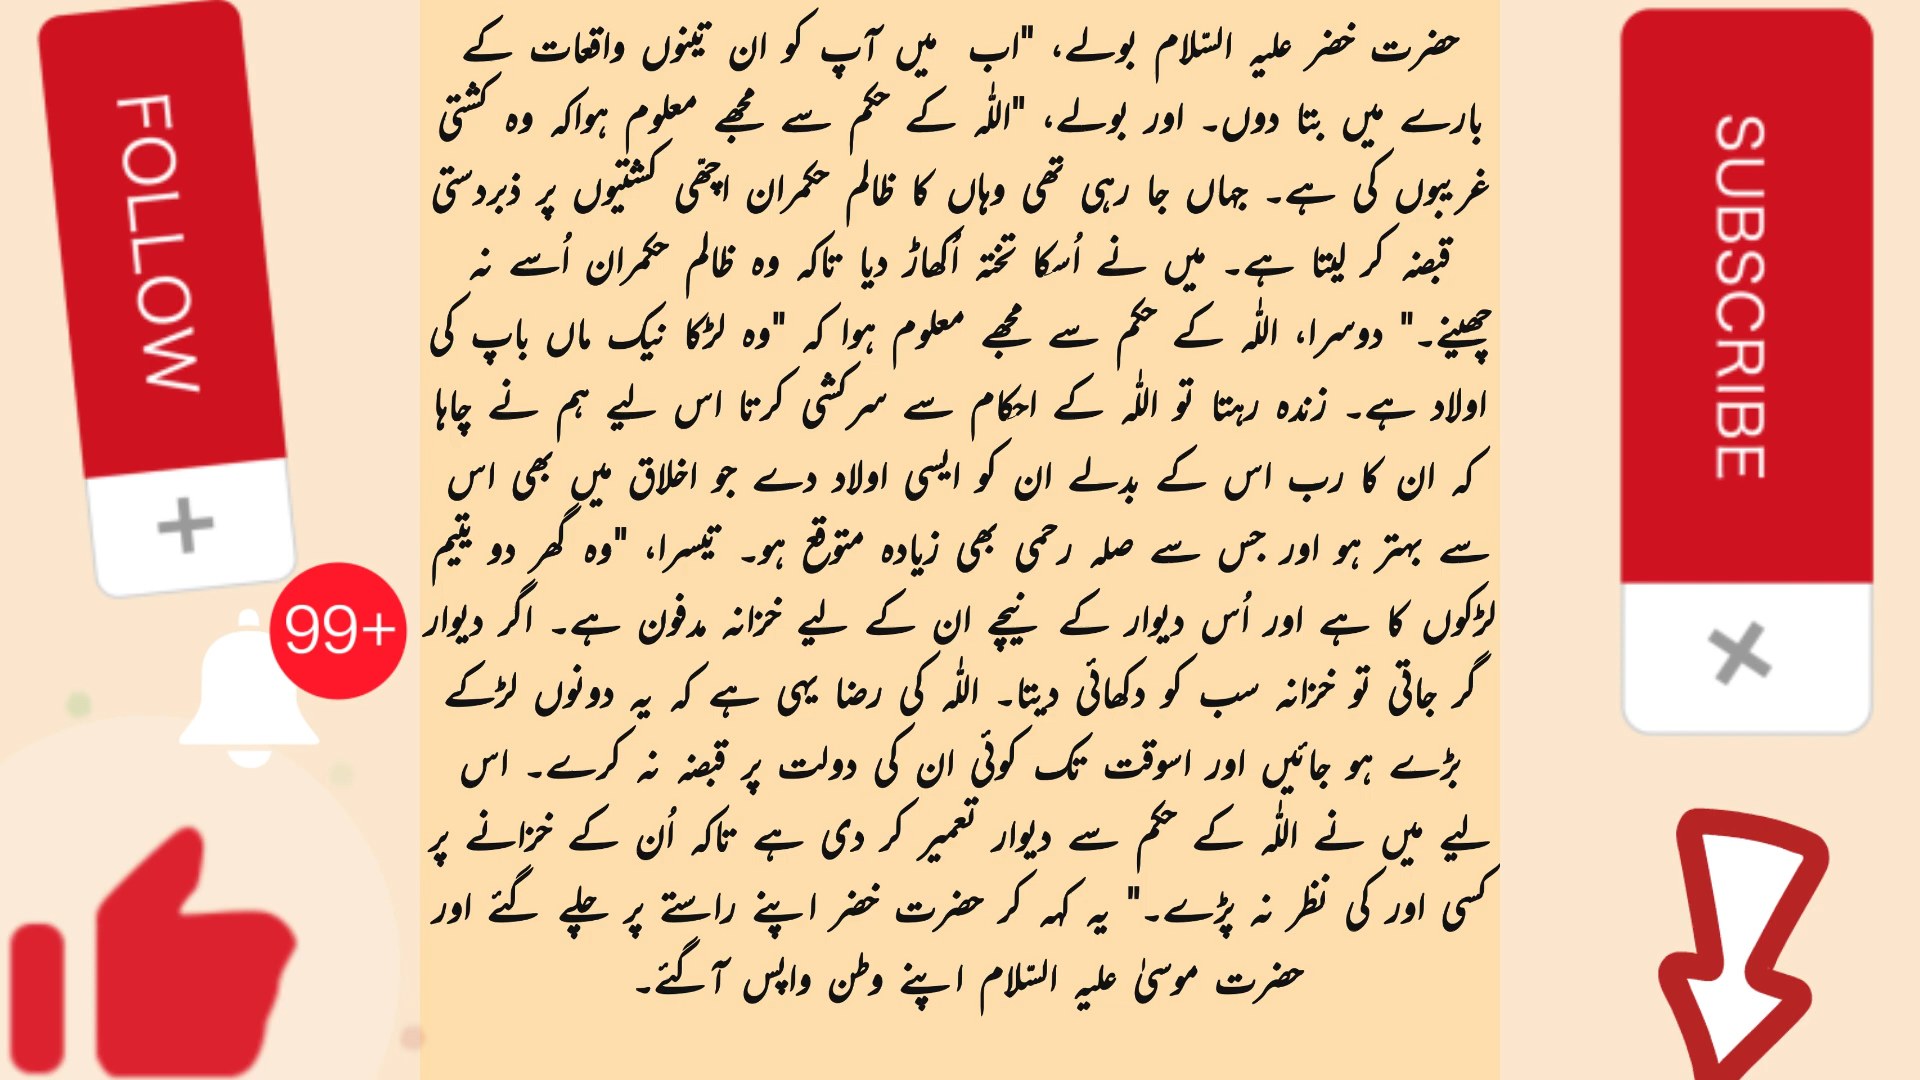 حضرت خضر علیہ السّلام بولے، "اب میں آپ کو ان تینوں واقعات کے
بارے میں بتا دوں۔ اور بولے، "اللّٰہ کے حکم سے مجھے معلوم ہواکہ وہ کشتی
غریبوں کی ہے۔ جہاں جا رہی تھی وہاں کا ظالم حکمران اچھّی کشتیوں پر ذبردستی
قبضہ کر لیتا ہے۔ میں نے اُسکا تختہ اُکھاڑ دیا تاکہ وہ ظالم حکمران اُسے نہ
چھینے۔" دوسرا، اللّٰہ کے حکم سے مجھے معلوم ہوا کہ "وہ لڑکا نیک ماں باپ کی
اولاد ہے۔ زندہ رہتا تو اللّٰہ کے احکام سے سرکشی کرتا اس لیے ہم نے چاہا
کہ ان کا رب اس کے بدلے ان کو ایسی اولاد دے جو اخلاق میں بھی اس
سے بہتر ہو اور جس سے صلہ رحمی بھی زیادہ متوقع ہو۔ تیسرا، "وہ گھر دو یتیم
لڑکوں کا ہے اور اُس دیوار کے نیچے ان کے لیے خزانہ مدفون ہے۔ اگر دیوار
گر جاتی تو خزانہ سب کو دکھائی دیتا۔ اللّٰہ کی رضا یہی ہے کہ یہ دونوں لڑکے
بڑے ہو جائیں اور اسوقت تک کوئی ان کی دولت پر قبضہ نہ کرے۔ اس
لیے میں نے اللّٰہ کے حکم سے دیوار تعمیر کر دی ہے تاکہ اُن کے خزانے پر
کسی اور کی نظر نہ پڑے۔" یہ کہہ کر حضرت خضر اپنے راستے پر چلے گئے اور
حضرت موسیٰ علیہ السّلام اپنے وطن واپس آگئے۔
FOLLOW
+
99+
SUBSCRIBE